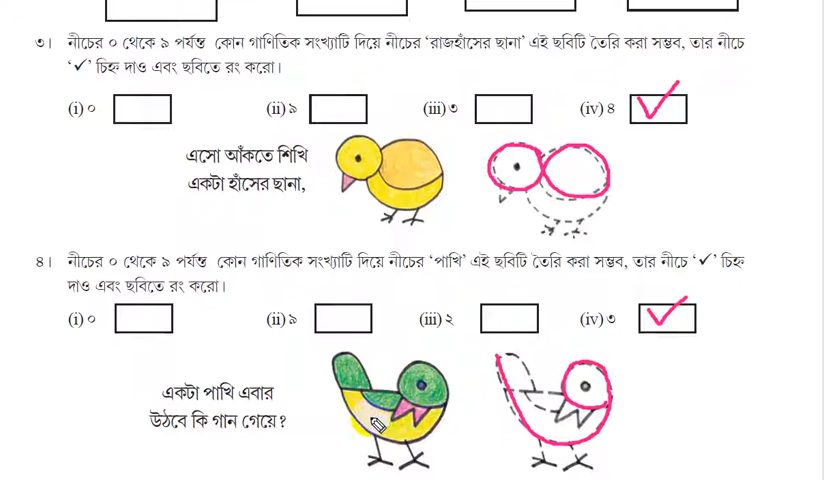 ৩। নীচের ০ থেকে ৯ পর্যন্ত কোন গাণিতিক সংখ্যাটি দিয়ে নীচের ‘রাজহাঁসের ছানা’ এই ছবিটি তৈরি করা সম্ভব, তার নীচে
‘✓’ চিহ্ন দাও এবং ছবিতে রং করো।
(i) ০ (ii) ৯ (iii) ৩ (iv) ৪ ✓
এসো আঁকতে শিখি
একটা হাঁসের ছানা,
৪। নীচের ০ থেকে ৯ পর্যন্ত কোন গাণিতিক সংখ্যাটি দিয়ে নীচের ‘পাখি’ এই ছবিটি তৈরি করা সম্ভব, তার নীচে ‘✓’ চিহ্ন
দাও এবং ছবিতে রং করো।
(i) ০ (ii) ৯ (iii) ২ (iv) ৩ ✓
একটা পাখি এবার
উঠবে কি গান গেয়ে?